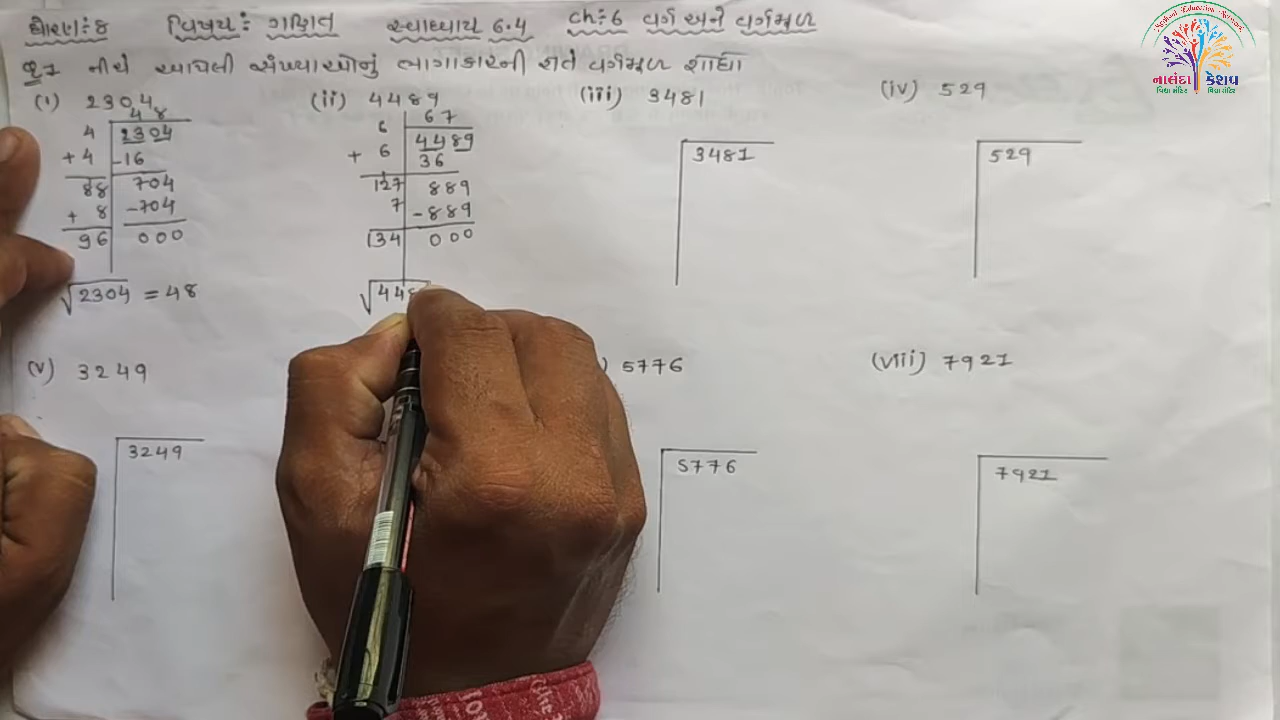 ધોરણ: 8 વિષય: ગણિત સ્વાધ્યાય 6.4 ch:6 વર્ગ અને વર્ગમૂળ
પ્ર 1 નીચે આપેલી સંખ્યાઓનું ભાગાકારની રીતે વર્ગમૂળ શોધો
(i) 2304 (ii) 4489 (iii) 3481 (iv) 529
48
4 2304
+4 -16
88 704
+ 8 -704
96 000
√2304 = 48
67
6 4489
+ 6 36
127 889
7 -889
134 000
√448
3481
529
(v) 3249
5776
(viii) 7921
3249
5776
7921
નાલંદા કેશવ
વિદ્યા મંદિર વિદ્યા મંદિર